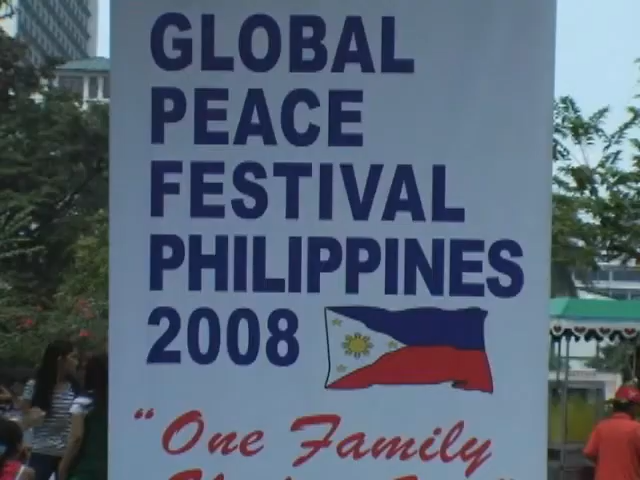 GLOBAL
PEACE
FESTIVAL
PHILIPPINES
2008
"One Family